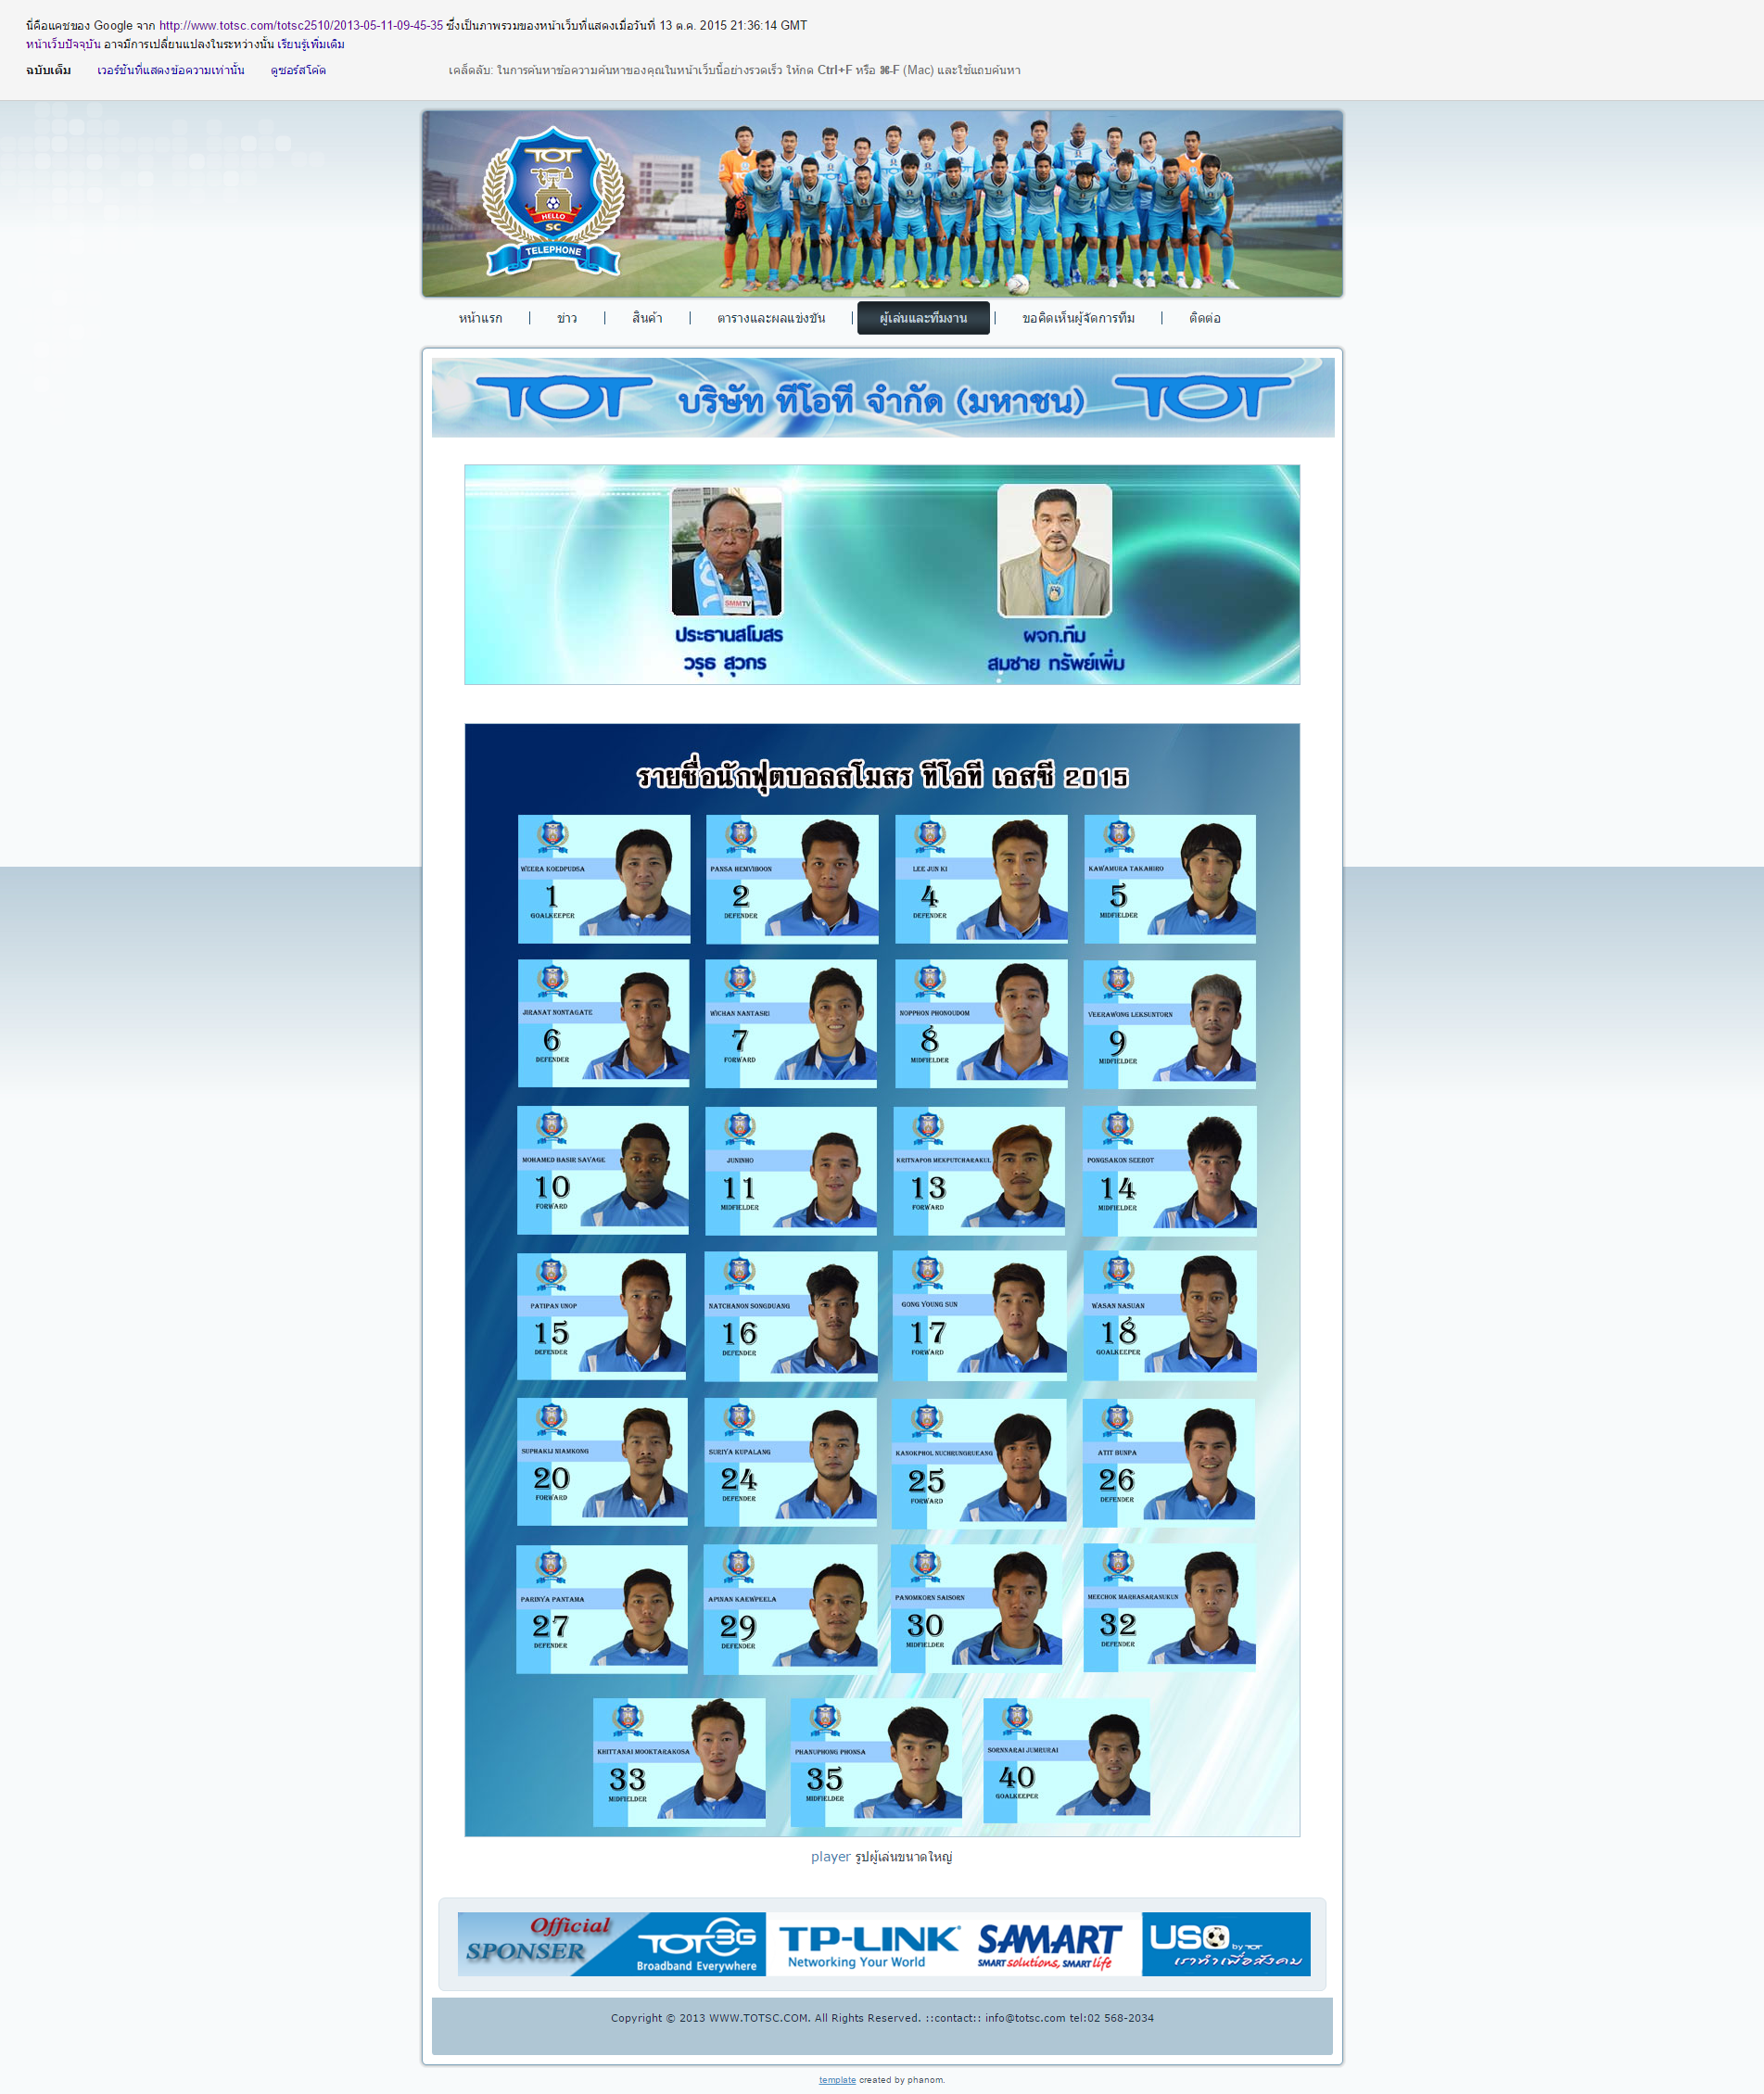 นี่คือแคชของ Google จาก http://www.totsc.com/totsc2510/2013-05-11-09-45-35 ซึ่งเป็นภาพรวมของหน้าเว็บที่แสดงเมื่อวันที่ 13 ต.ค. 2015 21:36:14 GMT
หน้าเว็บปัจจุบัน อาจมีการเปลี่ยนแปลงในระหว่างนั้น เรียนรู้เพิ่มเติม
ฉบับเต็ม เวอร์ชันที่แสดงข้อความเท่านั้น ดูซอร์สโค้ด เคล็ดลับ: ในการค้นหาข้อความค้นหาของคุณในหน้าเว็บนี้อย่างรวดเร็ว ให้กด Ctrl+F หรือ ⌘-F (Mac) และใช้แถบค้นหา
TOT
HELLO
SC
TELEPHONE
หน้าแรก | ข่าว | สินค้า | ตารางและผลแข่งขัน | ผู้เล่นและทีมงาน | ขอคิดเห็นผู้จัดการทีม | ติดต่อ
TOT บริษัท ทีโอที จำกัด (มหาชน) TOT
SMMTV
ประธานสโมสร ผจก.ทีม
วรุธ สุวกร สมชาย ทรัพย์เพิ่ม
รายชื่อนักฟุตบอลสโมสร ทีโอที เอสซี 2015
WEERA KOEDPUDSA PANSA HEMVIBOON LEE JUN KI KAWAMURA TAKAHIRO
1 2 4 5
GOALKEEPER DEFENDER DEFENDER MIDFIELDER
JIRANAT NONTAGATE WICHAN NANTASRI NOPPHON PHONOUDOM VEERAWONG LEKSUNTORN
6 7 8 9
DEFENDER FORWARD MIDFIELDER MIDFIELDER
MOHAMED BASIR SAVAGE JUNINHO KRITNAPOB MEKPUTCHARAKUL PONGSAKON SEEROT
10 11 13 14
FORWARD MIDFIELDER FORWARD MIDFIELDER
PATIPAN UNOP NATCHANON SONGDUANG GONG YOUNG SUN WASAN NASUAN
15 16 17 18
DEFENDER DEFENDER FORWARD GOALKEEPER
SUPHAKIJ NIAMKONG SURIYA KUPALANG KANOKPHOL NUCHRUNGRUEANG ATIT BUNPA
20 24 25 26
FORWARD DEFENDER FORWARD DEFENDER
PARINYA PANTAMA APINAN KAEWPEELA PANOMKORN SAISORN MEECHOK MARHASARANUKUN
27 29 30 32
DEFENDER DEFENDER MIDFIELDER DEFENDER
KHITTANAI MOOKTARAKOSA PHANUPHONG PHONSA SORNNARAI JUMRURAI
33 35 40
MIDFIELDER MIDFIELDER GOALKEEPER
player รูปผู้เล่นขนาดใหญ่
Official SPONSER TOT3G Broadband Everywhere TP-LINK Networking Your World SAMART SMART solutions, SMART life USO by TOT เราทำเพื่อสังคม
Copyright © 2013 WWW.TOTSC.COM. All Rights Reserved. ::contact:: info@totsc.com tel:02 568-2034
template created by phanom.